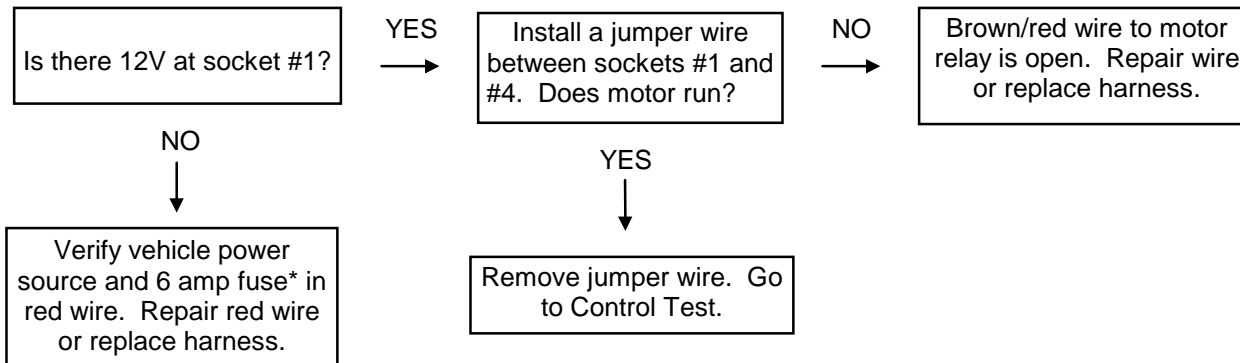 Is there 12V at socket #1?
YES
Install a jumper wire
between sockets #1 and
#4.  Does motor run?
NO
Brown/red wire to motor
relay is open.  Repair wire
or replace harness.
NO
YES
Verify vehicle power
source and 6 amp fuse* in
red wire.  Repair red wire
or replace harness.
Remove jumper wire.  Go
to Control Test.